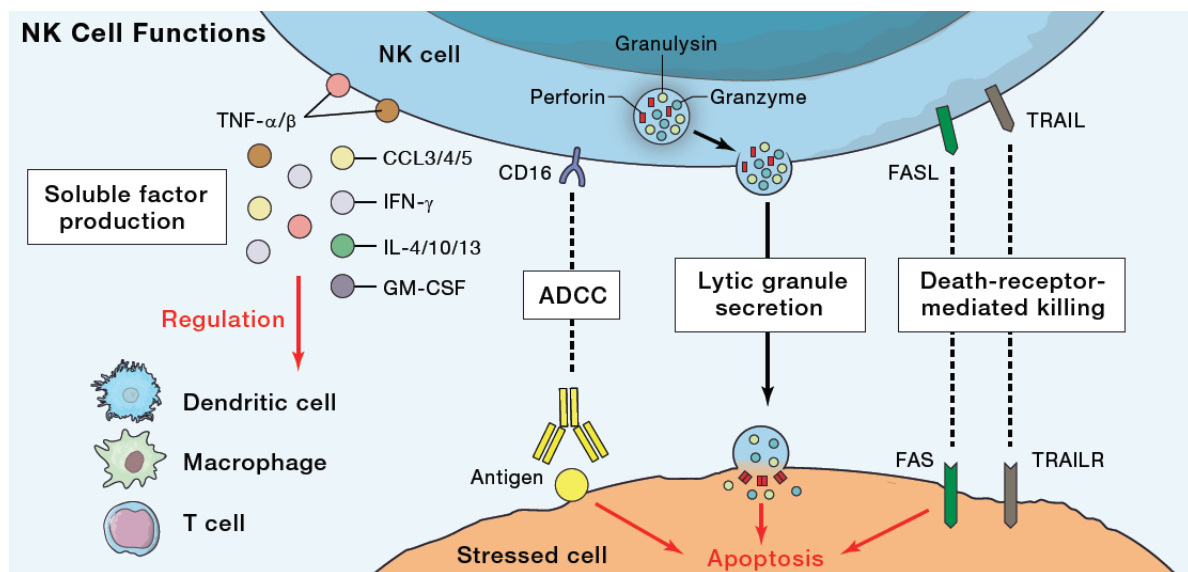 NK Cell Functions
NK cell
Granulysin
Perforin
Granzyme
TNF-α/β
CCL3/4/5
IFN-γ
IL-4/10/13
GM-CSF
Soluble factor
production
Regulation
Dendritic cell
Macrophage
T cell
CD16
ADCC
Antigen
Lytic granule
secretion
FASL
TRAIL
Death-receptor-
mediated killing
FAS
TRAILR
Stressed cell
Apoptosis